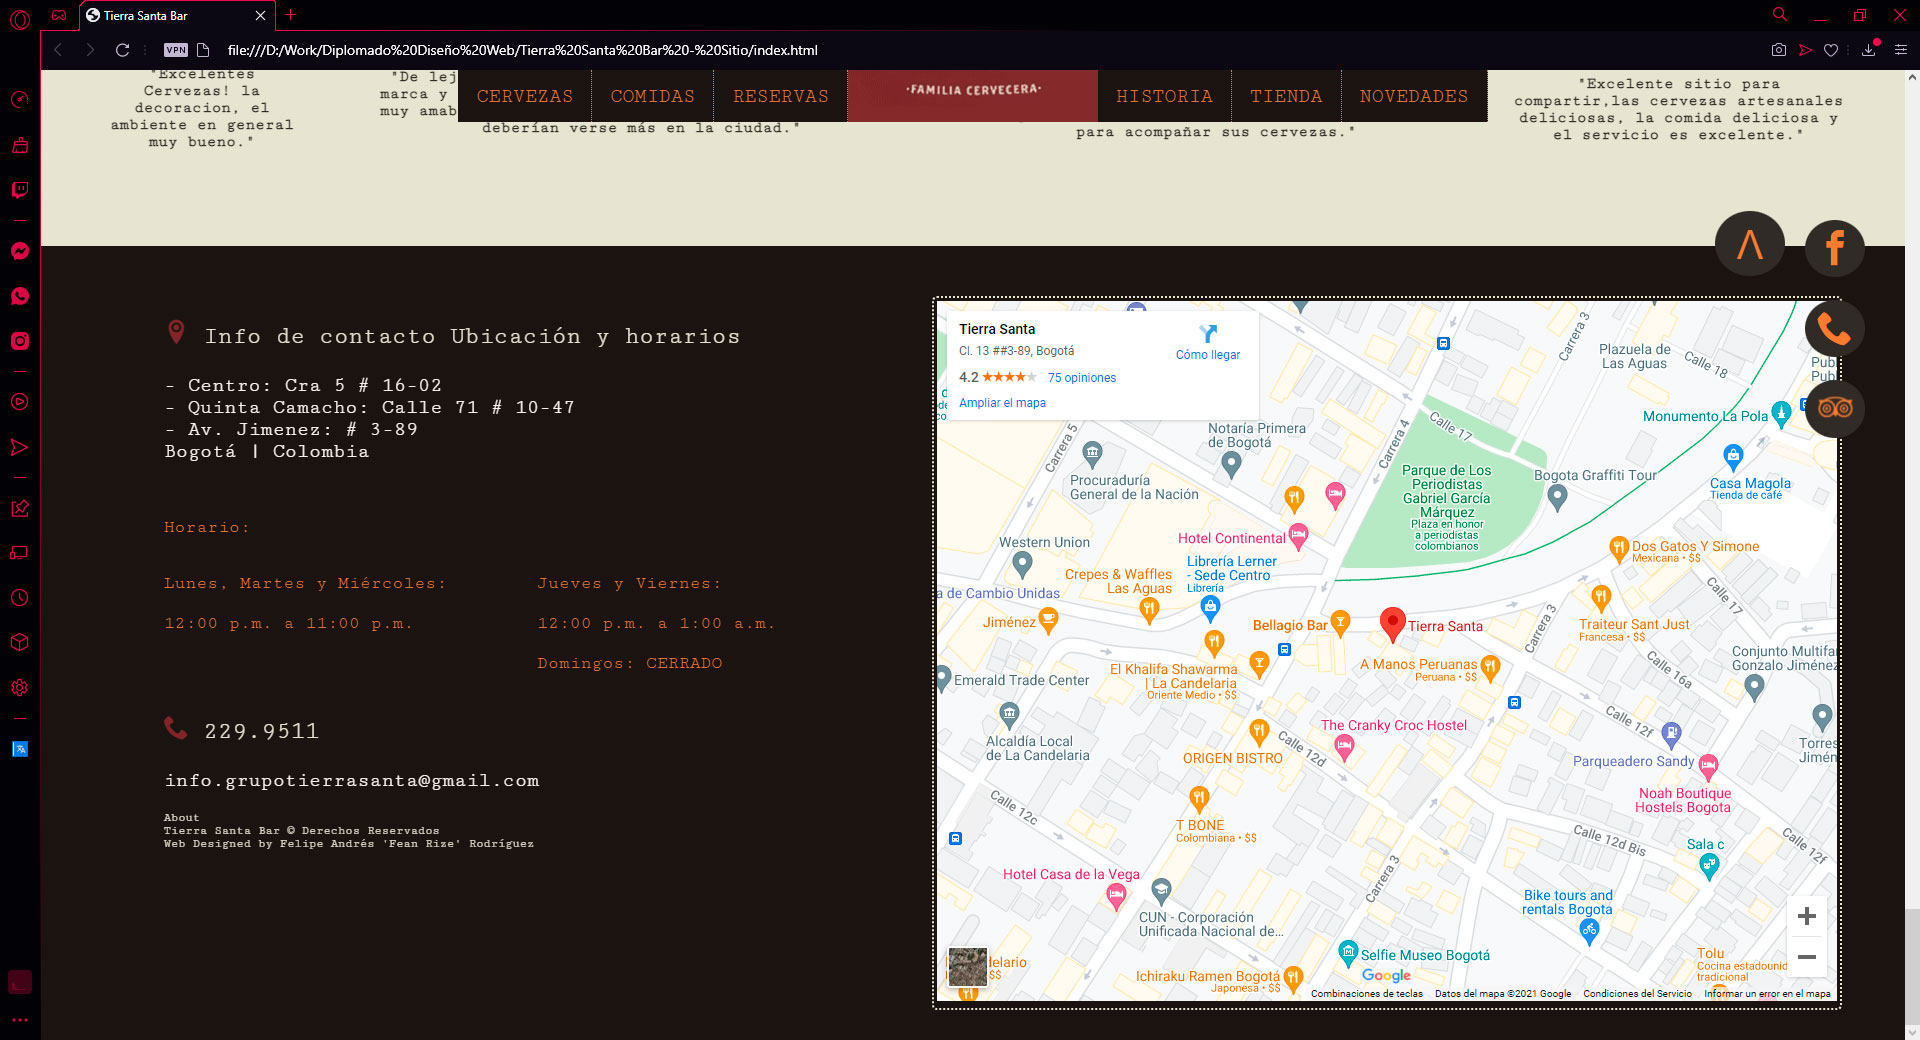 Tierra Santa Bar
VPN
file:///D:/Work/Diplomado%20Diseño%20Web/Tierra%20Santa%20Bar%20-%20Sitio/index.html
"Excelentes
Cervezas! la
decoracion, el
ambiente en general
muy bueno."
"De lej
marca y
muy amab
CERVEZAS
COMIDAS
RESERVAS
·FAMILIA CERVECERA·
HISTORIA
TIENDA
NOVEDADES
deberían verse más en la ciudad."
para acompañar sus cervezas."
"Excelente sitio para
compartir,las cervezas artesanales
deliciosas, la comida deliciosa y
el servicio es excelente."
Info de contacto Ubicación y horarios
- Centro: Cra 5 # 16-02
- Quinta Camacho: Calle 71 # 10-47
- Av. Jimenez: # 3-89
Bogotá | Colombia
Horario:
Lunes, Martes y Miércoles:
12:00 p.m. a 11:00 p.m.
Jueves y Viernes:
12:00 p.m. a 1:00 a.m.
Domingos: CERRADO
229.9511
info.grupotierrasanta@gmail.com
About
Tierra Santa Bar © Derechos Reservados
Web Designed by Felipe Andrés 'Fean Rize' Rodríguez
Tierra Santa
Cl. 13 ##3-89, Bogotá
4.2
75 opiniones
Ampliar el mapa
Cómo llegar
Carrera 3
Plazuela de
Las Aguas
Calle 18
Publ
Publ
Monumento La Pola
Carrera 5
Notaría Primera
de Bogotá
Carrera 4
Calle 17
Procuraduría
General de la Nación
Parque de Los
Periodistas
Gabriel García
Márquez
Plaza en honor
a periodistas
colombianos
Bogota Graffiti Tour
Casa Magola
Tienda de café
Western Union
Hotel Continental
Librería Lerner
- Sede Centro
Librería
Crepes & Waffles
Las Aguas
Dos Gatos Y Simone
Mexicana • $$
a de Cambio Unidas
Jiménez
Bellagio Bar
Tierra Santa
Carrera 3
Traiteur Sant Just
Francesa • $$
Calle 17
El Khalifa Shawarma
| La Candelaria
Oriente Medio • $$
A Manos Peruanas
Peruana • $$
Calle 16a
Conjunto Multifar
Gonzalo Jiménez
Emerald Trade Center
Alcaldía Local
de La Candelaria
The Cranky Croc Hostel
ORIGEN BISTRO
Calle 12d
Calle 12f
Parqueadero Sandy
Torres
Jimén
Noah Boutique
Hostels Bogota
Calle 12c
T BONE
Colombiana • $$
Calle 12d Bis
Sala c
Calle 12f
Carrera 3
Hotel Casa de la Vega
CUN - Corporación
Unificada Nacional de...
Bike tours and
rentals Bogota
Selfie Museo Bogotá
delario
$$
Ichiraku Ramen Bogotá
Japonesa • $$
Google
Tolu
Cocina estadounid
tradicional
Combinaciones de teclas
Datos del mapa ©2021 Google
Condiciones del Servicio
Informar un error en el mapa